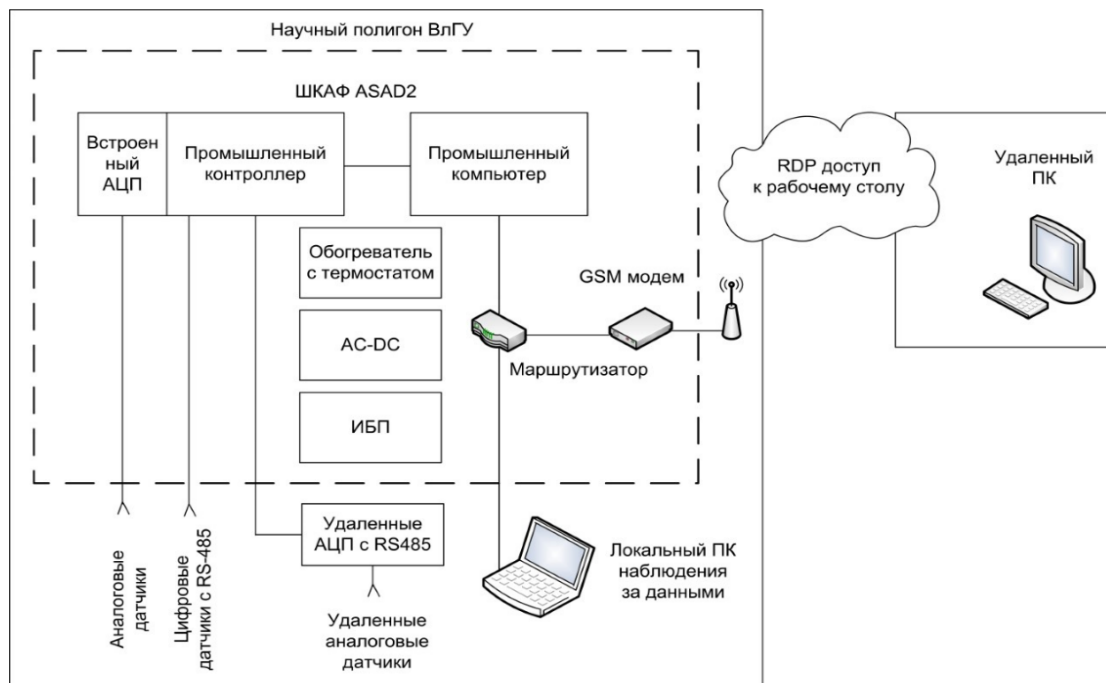 Научный полигон ВлГУ
ШКАФ ASAD2
Встроен
ный
АЦП
Промышленный
контроллер
Промышленный
компьютер
RDP доступ
к рабочему столу
Удаленный
ПК
Обогреватель
с термостатом
GSM модем
AC-DC
Маршрутизатор
ИБП
Аналоговые
датчики
Цифровые
датчики с RS-485
Удаленные
АЦП с RS485
Удаленные
аналоговые
датчики
Локальный ПК
наблюдения
за данными